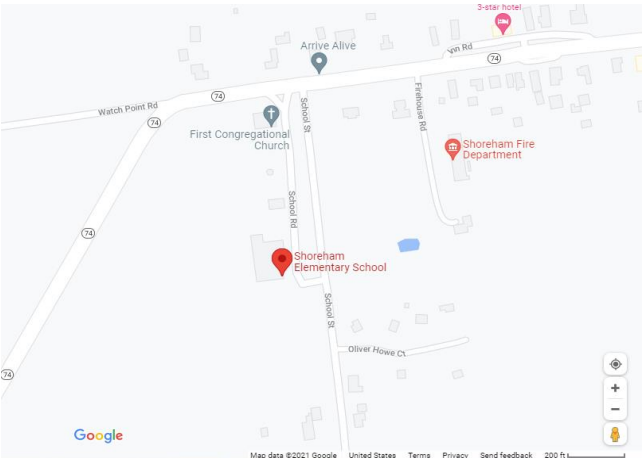 3-star hotel
Inn Rd
Arrive Alive
74
Firehouse Rd
74
School St
Watch Point Rd
74
First Congregational
Church
Shoreham Fire
Department
School Rd
74
Shoreham
Elementary School
School St
Oliver Howe Ct
74
Google
Map data ©2021 Google United States Terms Privacy Send feedback 200 ft